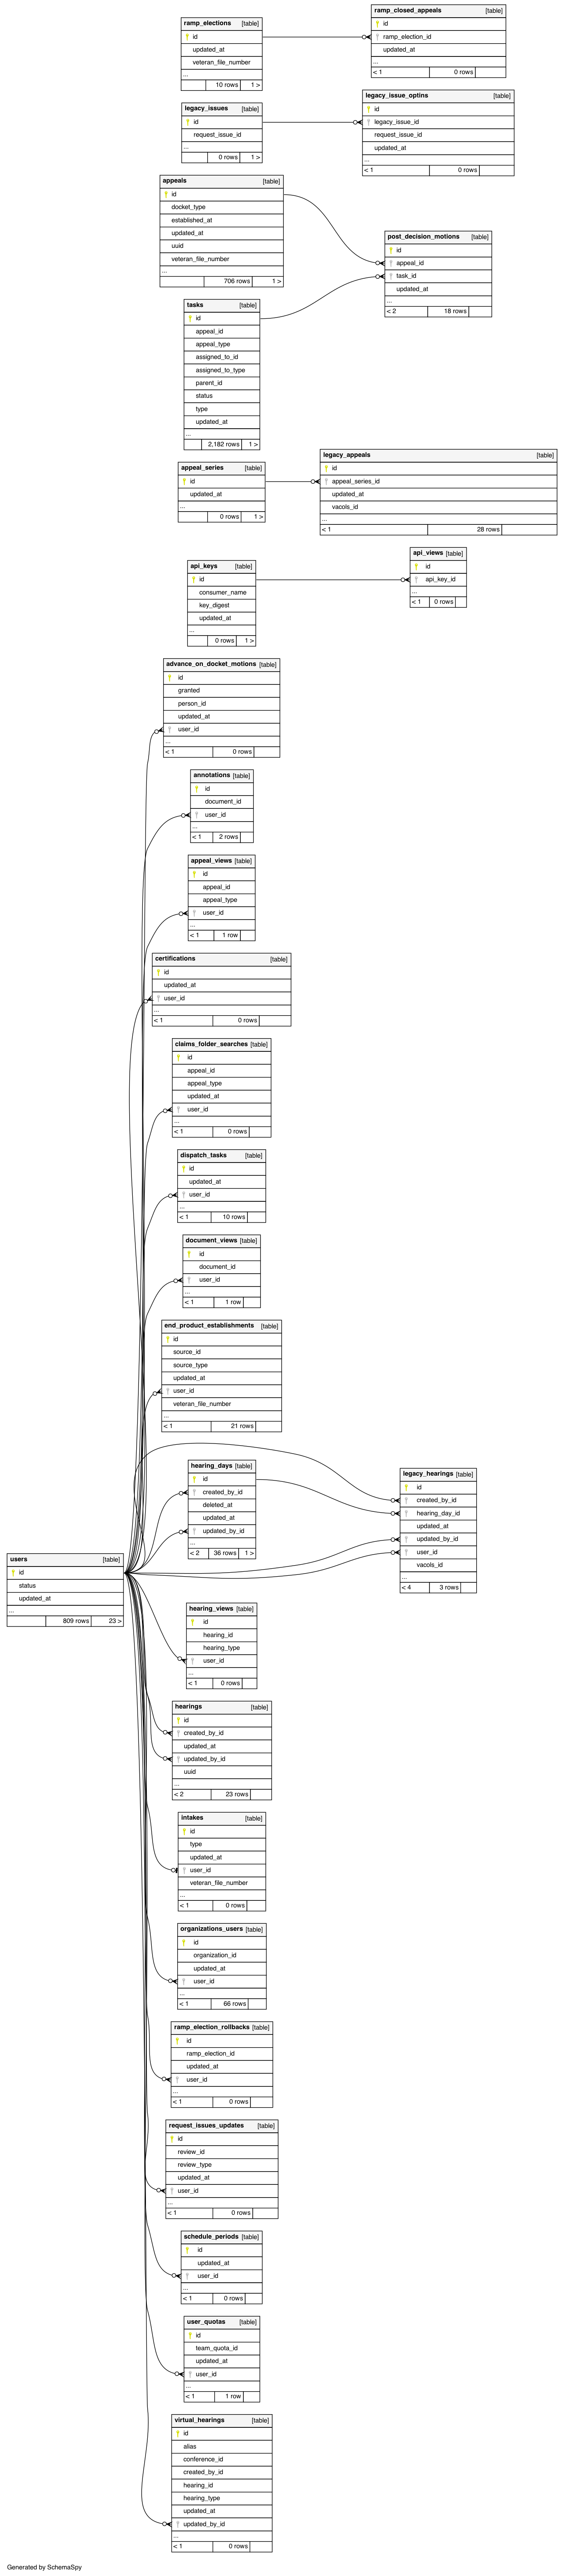 ramp_elections [table]
id
updated_at
veteran_file_number
...
10 rows 1 >
ramp_closed_appeals [table]
id
ramp_election_id
updated_at
...
< 1 0 rows
legacy_issues [table]
id
request_issue_id
...
0 rows 1 >
legacy_issue_optins [table]
id
legacy_issue_id
request_issue_id
updated_at
...
< 1 0 rows
appeals [table]
id
docket_type
established_at
updated_at
uuid
veteran_file_number
...
706 rows 1 >
post_decision_motions [table]
id
appeal_id
task_id
updated_at
...
< 2 18 rows
tasks [table]
id
appeal_id
appeal_type
assigned_to_id
assigned_to_type
parent_id
status
type
updated_at
...
2,182 rows 1 >
appeal_series [table]
id
updated_at
...
0 rows 1 >
legacy_appeals [table]
id
appeal_series_id
updated_at
vacols_id
...
< 1 28 rows
api_keys [table]
id
consumer_name
key_digest
updated_at
...
0 rows 1 >
api_views [table]
id
api_key_id
...
< 1 0 rows
advance_on_docket_motions [table]
id
granted
person_id
updated_at
user_id
...
< 1 0 rows
annotations [table]
id
document_id
user_id
...
< 1 2 rows
appeal_views [table]
id
appeal_id
appeal_type
user_id
...
< 1 1 row
certifications [table]
id
updated_at
user_id
...
< 1 0 rows
claims_folder_searches [table]
id
appeal_id
appeal_type
updated_at
user_id
...
< 1 0 rows
dispatch_tasks [table]
id
updated_at
user_id
...
< 1 10 rows
document_views [table]
id
document_id
user_id
...
< 1 1 row
end_product_establishments [table]
id
source_id
source_type
updated_at
user_id
veteran_file_number
...
< 1 21 rows
hearing_days [table]
id
created_by_id
deleted_at
updated_at
updated_by_id
...
< 2 36 rows 1 >
legacy_hearings [table]
id
created_by_id
hearing_day_id
updated_at
updated_by_id
user_id
vacols_id
...
< 4 3 rows
users [table]
id
status
updated_at
...
809 rows 23 >
hearing_views [table]
id
hearing_id
hearing_type
user_id
...
< 1 0 rows
hearings [table]
id
created_by_id
updated_at
updated_by_id
uuid
...
< 2 23 rows
intakes [table]
id
type
updated_at
user_id
veteran_file_number
...
< 1 0 rows
organizations_users [table]
id
organization_id
updated_at
user_id
...
< 1 66 rows
ramp_election_rollbacks [table]
id
ramp_election_id
updated_at
user_id
...
< 1 0 rows
request_issues_updates [table]
id
review_id
review_type
updated_at
user_id
...
< 1 0 rows
schedule_periods [table]
id
updated_at
user_id
...
< 1 0 rows
user_quotas [table]
id
team_quota_id
updated_at
user_id
...
< 1 1 row
virtual_hearings [table]
id
alias
conference_id
created_by_id
hearing_id
hearing_type
updated_at
updated_by_id
...
< 1 0 rows
Generated by SchemaSpy